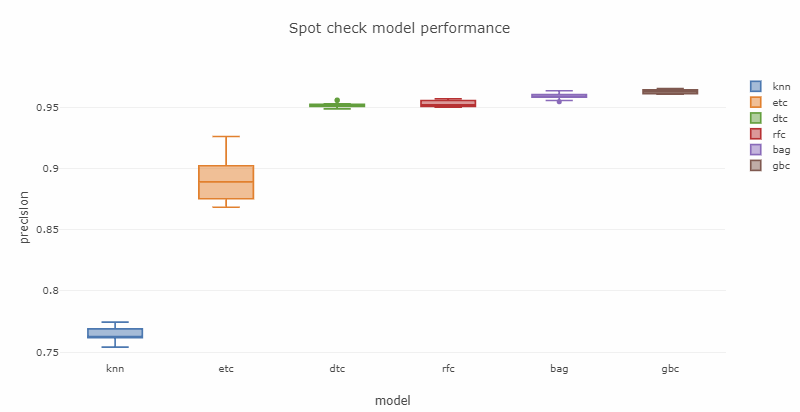 Spot check model performance
knn
etc
dtc
rfc
bag
gbc
0.95
0.9
0.85
0.8
0.75
precision
knn etc dtc rfc bag gbc
model